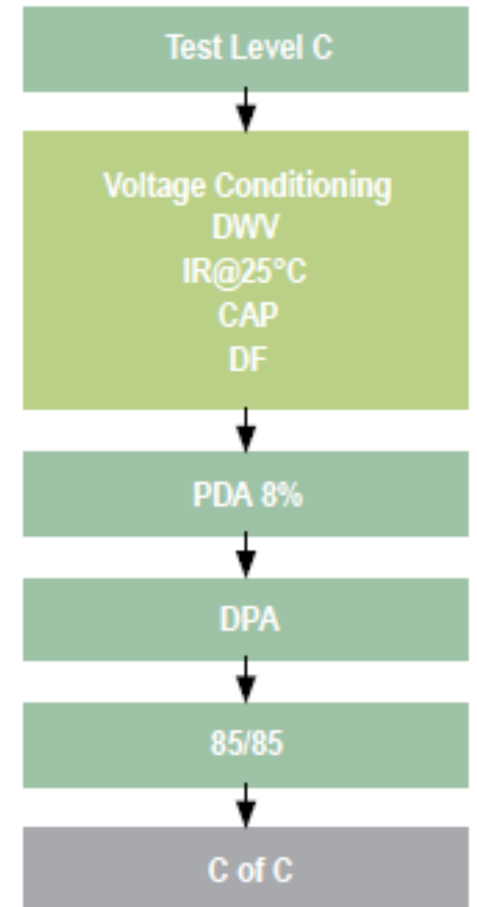 Test Level C
Voltage Conditioning
DWV
IR@25°C
CAP
DF
PDA 8%
DPA
85/85
C of C